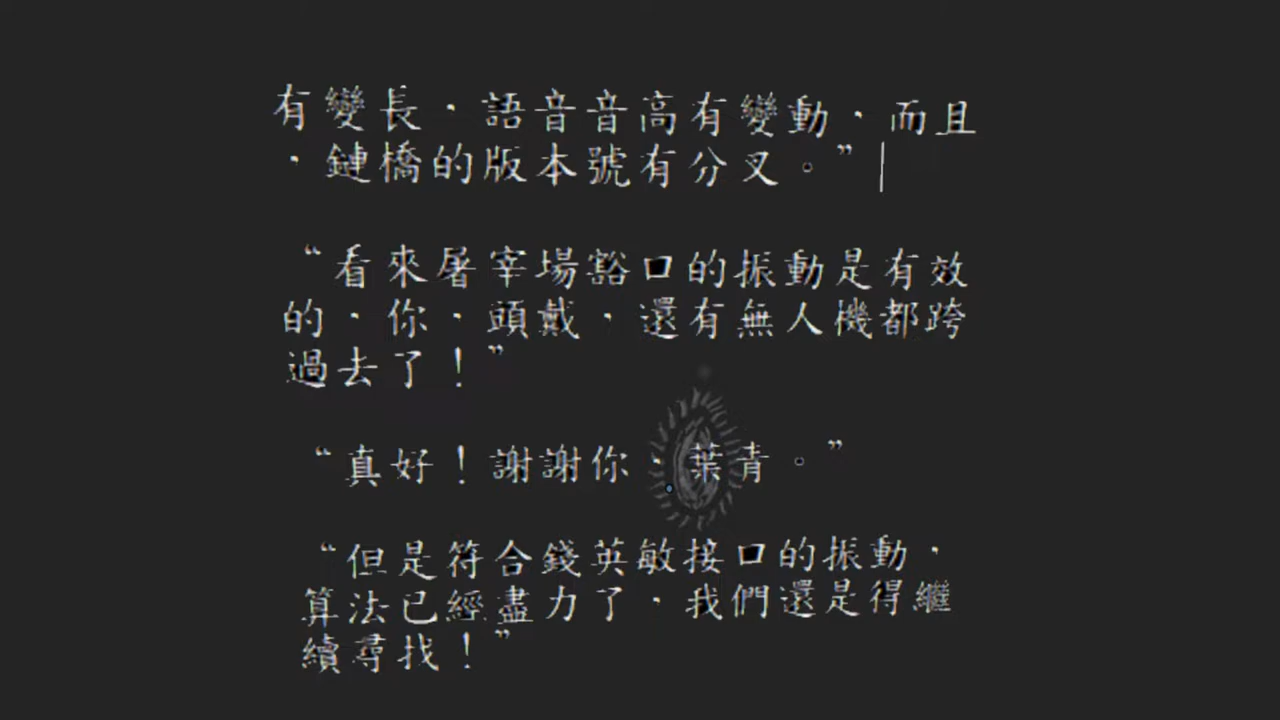 有變長，語音音高有變動，而且
，鏈橋的版本號有分叉。”
“看來屠宰場豁口的振動是有效
的，你，頭戴，還有無人機都跨
過去了！”
“真好！謝謝你，葉青。”
“但是符合錢英敏接口的振動，
算法已經盡力了，我們還是得繼
續尋找！”